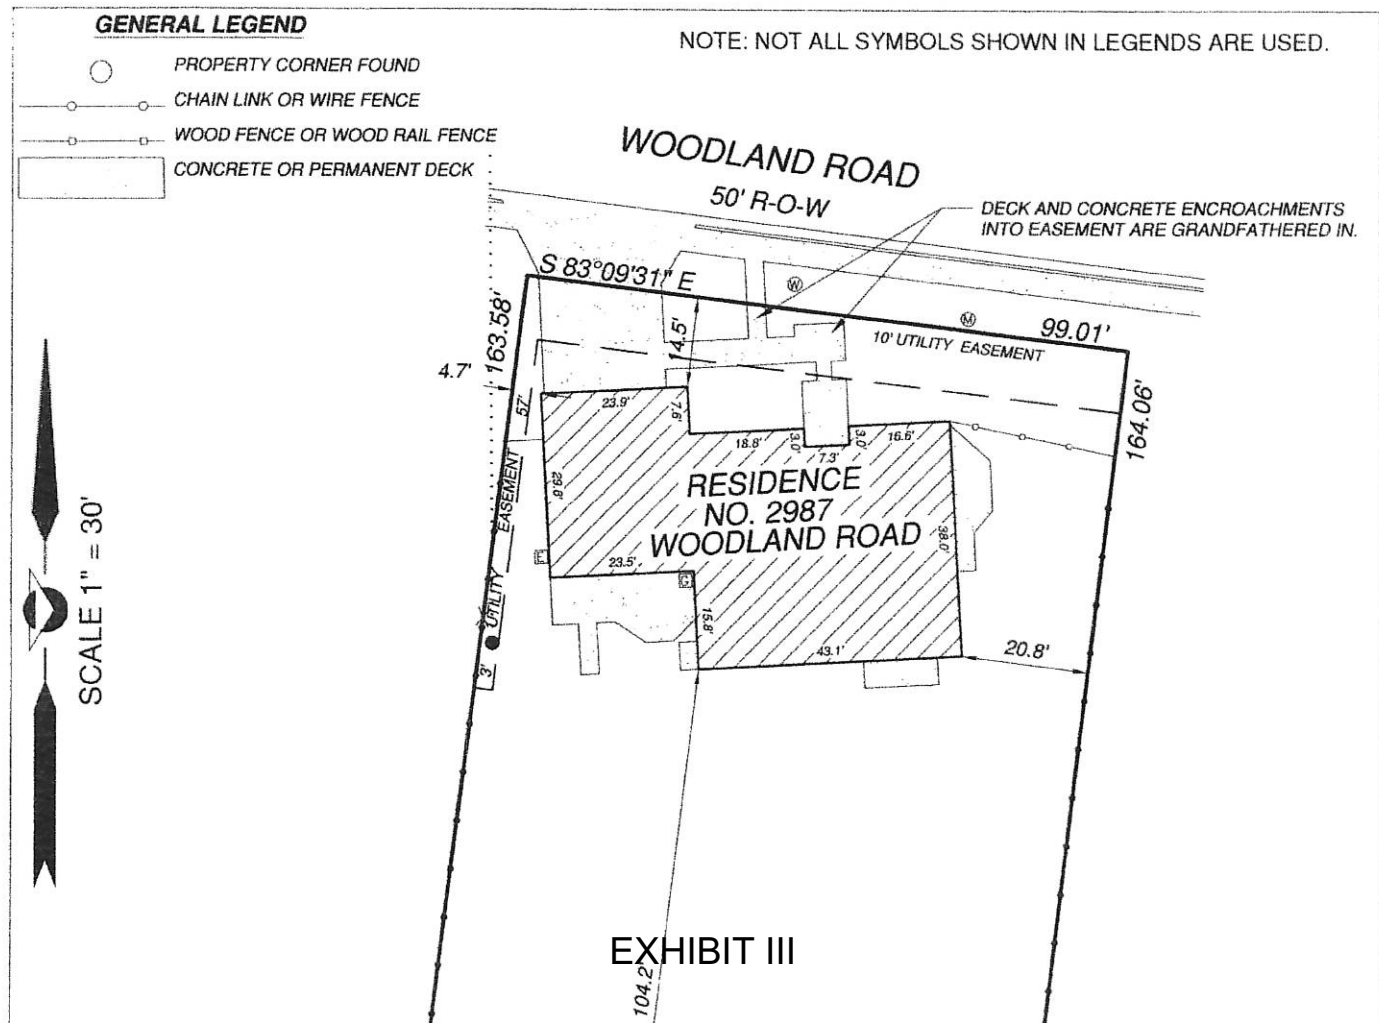 GENERAL LEGEND
PROPERTY CORNER FOUND
CHAIN LINK OR WIRE FENCE
WOOD FENCE OR WOOD RAIL FENCE
CONCRETE OR PERMANENT DECK
NOTE: NOT ALL SYMBOLS SHOWN IN LEGENDS ARE USED.
WOODLAND ROAD
50' R-O-W
DECK AND CONCRETE ENCROACHMENTS
INTO EASEMENT ARE GRANDFATHERED IN.
S 83°09'31" E
W
M
99.01'
10' UTILITY EASEMENT
163.58'
14.5'
4.7'
57'
23.9'
7.6'
18.8'
3.0'
7.3'
3.0'
16.6'
164.06'
RESIDENCE
NO. 2987
WOODLAND ROAD
29.8'
38.0'
UTILITY EASEMENT
E
23.5'
G
15.8'
43.1'
20.8'
3'
SCALE 1" = 30'
104.2'
EXHIBIT III